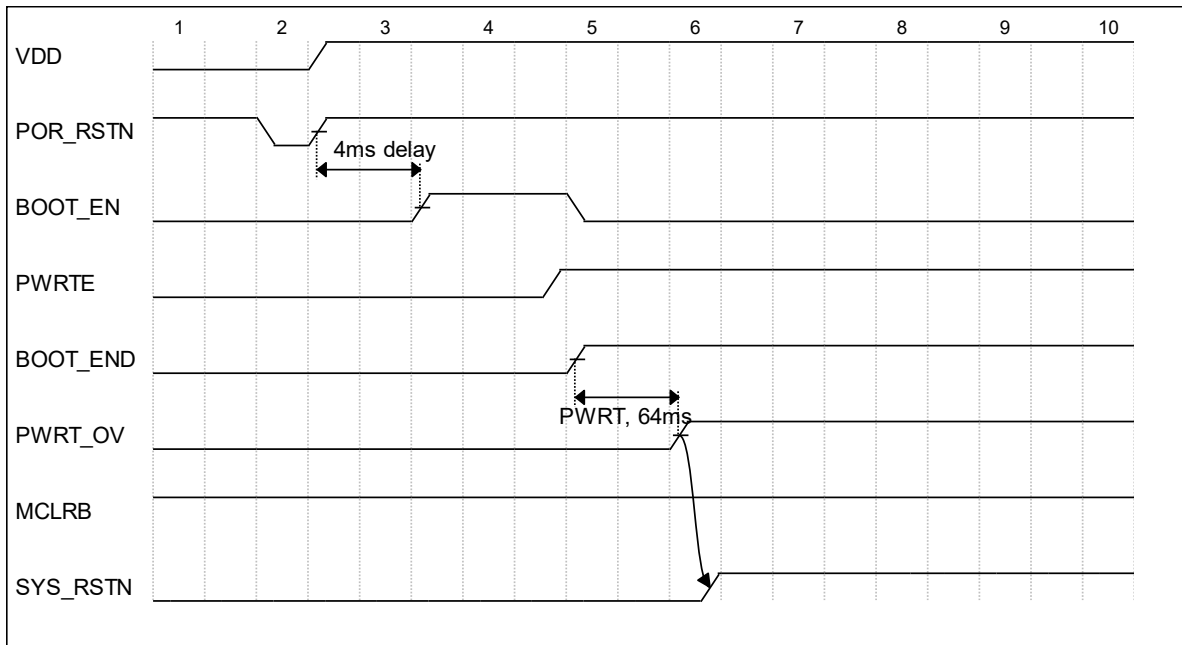 1 2 3 4 5 6 7 8 9 10
VDD
POR_RSTN
4ms delay
BOOT_EN
PWRTE
BOOT_END
PWRT, 64ms
PWRT_OV
MCLRB
SYS_RSTN